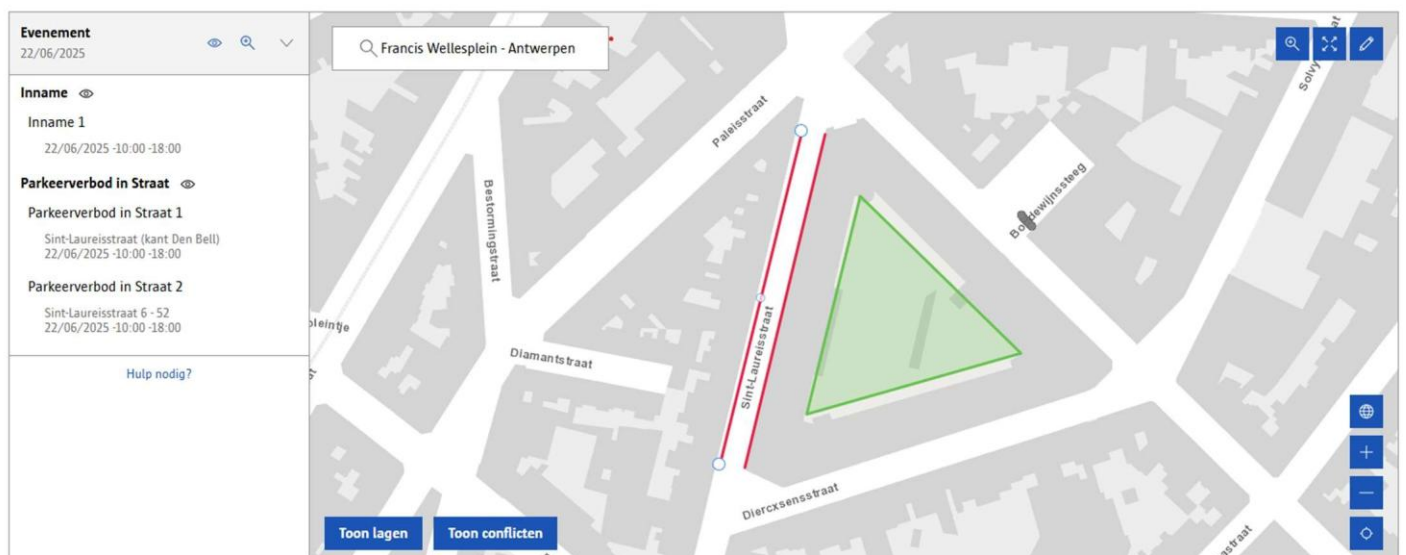 Evenement
22/06/2025
Inname
Inname 1
22/06/2025 -10:00 -18:00
Parkeerverbod in Straat
Parkeerverbod in Straat 1
Sint-Laureisstraat (kant Den Bell)
22/06/2025 -10:00 -18:00
Parkeerverbod in Straat 2
Sint-Laureisstraat 6 - 52
22/06/2025 -10:00 -18:00
Hulp nodig?
Francis Wellesplein - Antwerpen
Paleisstraat
Bestormingstraat
pleintje
Diamantstraat
Sint-Laureisstraat
Diercxsensstraat
Toon lagen
Toon conflicten